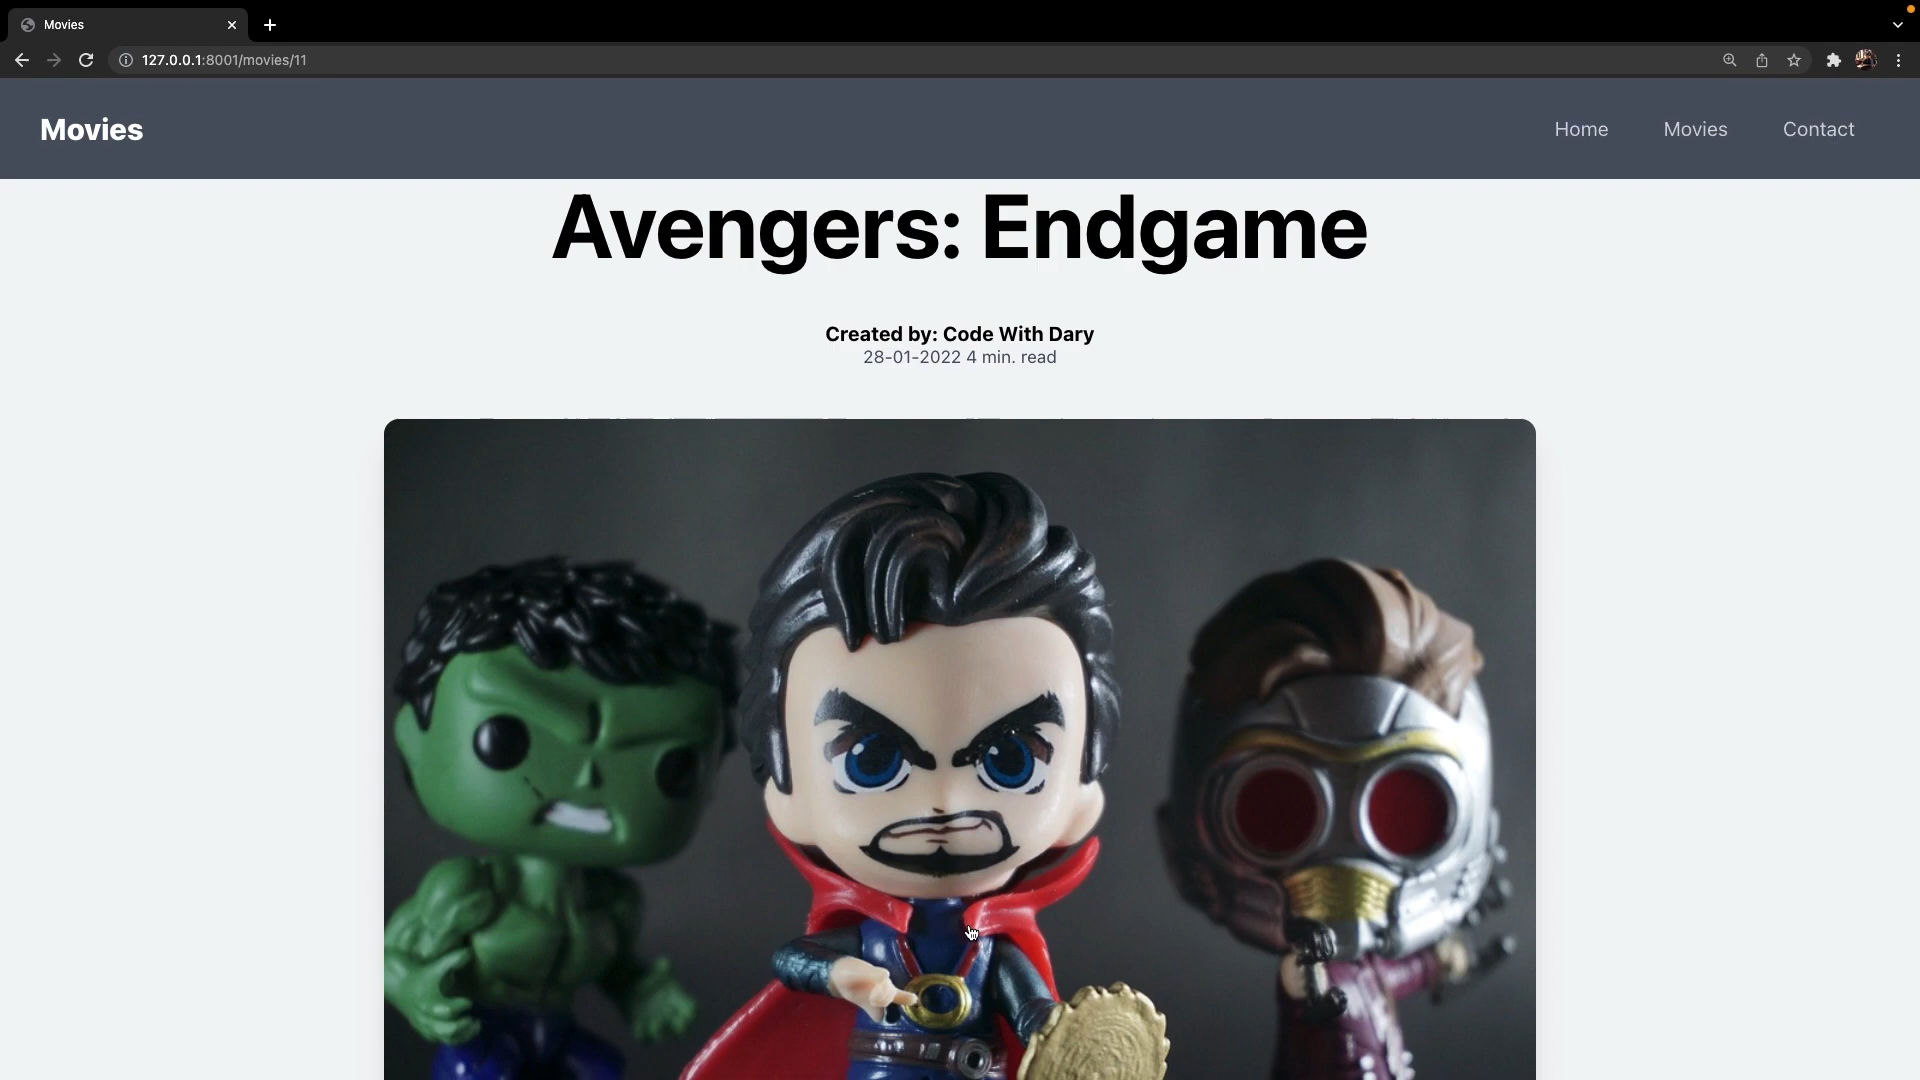 Movies
127.0.0.1:8001/movies/11
Movies
Home
Movies
Contact
Avengers: Endgame
Created by: Code With Dary
28-01-2022 4 min. read